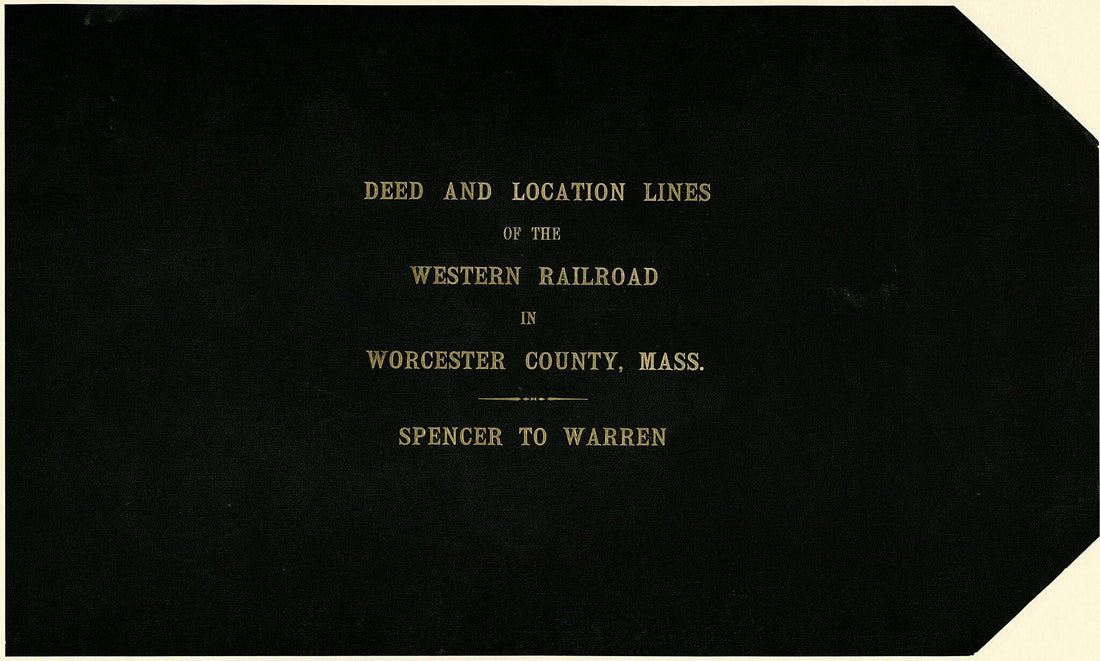 DEED AND LOCATION LINES
OF THE
WESTERN RAILROAD
IN
WORCESTER COUNTY, MASS.
SPENCER TO WARREN